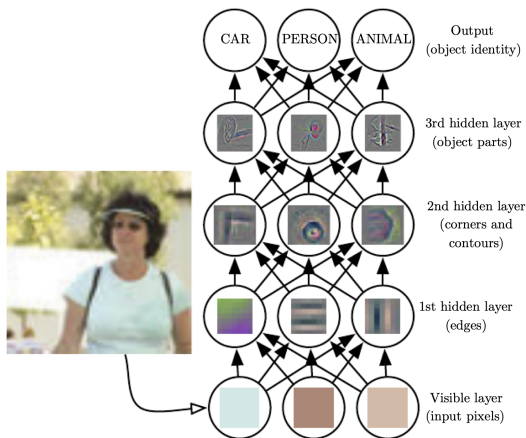 CAR
PERSON
ANIMAL
Output
(object identity)
3rd hidden layer
(object parts)
2nd hidden layer
(corners and
contours)
1st hidden layer
(edges)
Visible layer
(input pixels)